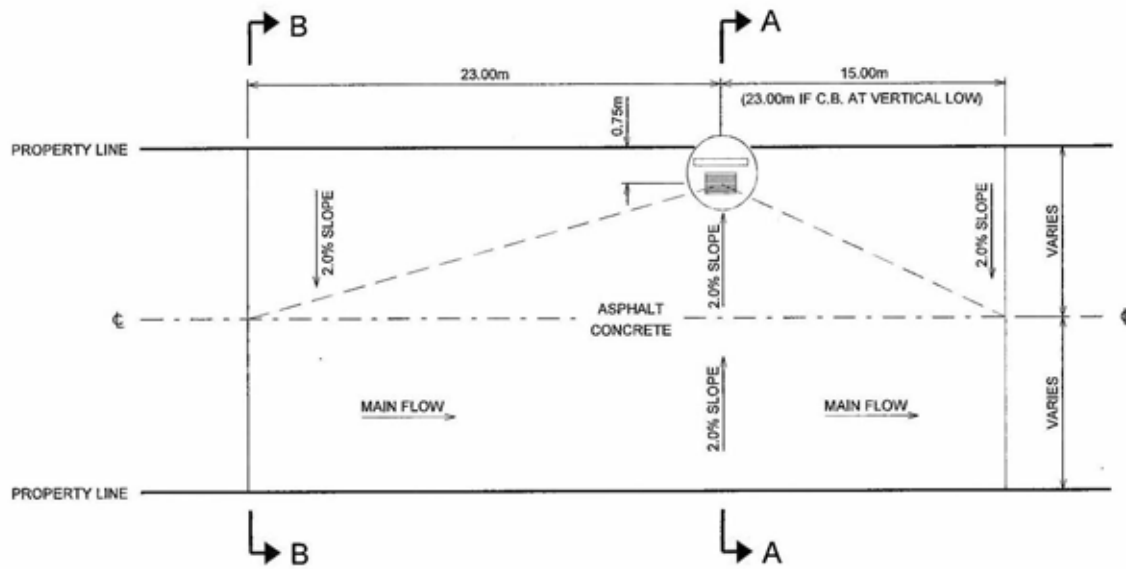 B
A
23.00m
15.00m
(23.00m IF C.B. AT VERTICAL LOW)
0.75m
PROPERTY LINE
2.0% SLOPE
2.0% SLOPE
2.0% SLOPE
VARIES
℄
ASPHALT
CONCRETE
℄
MAIN FLOW
2.0% SLOPE
MAIN FLOW
VARIES
PROPERTY LINE
B
A